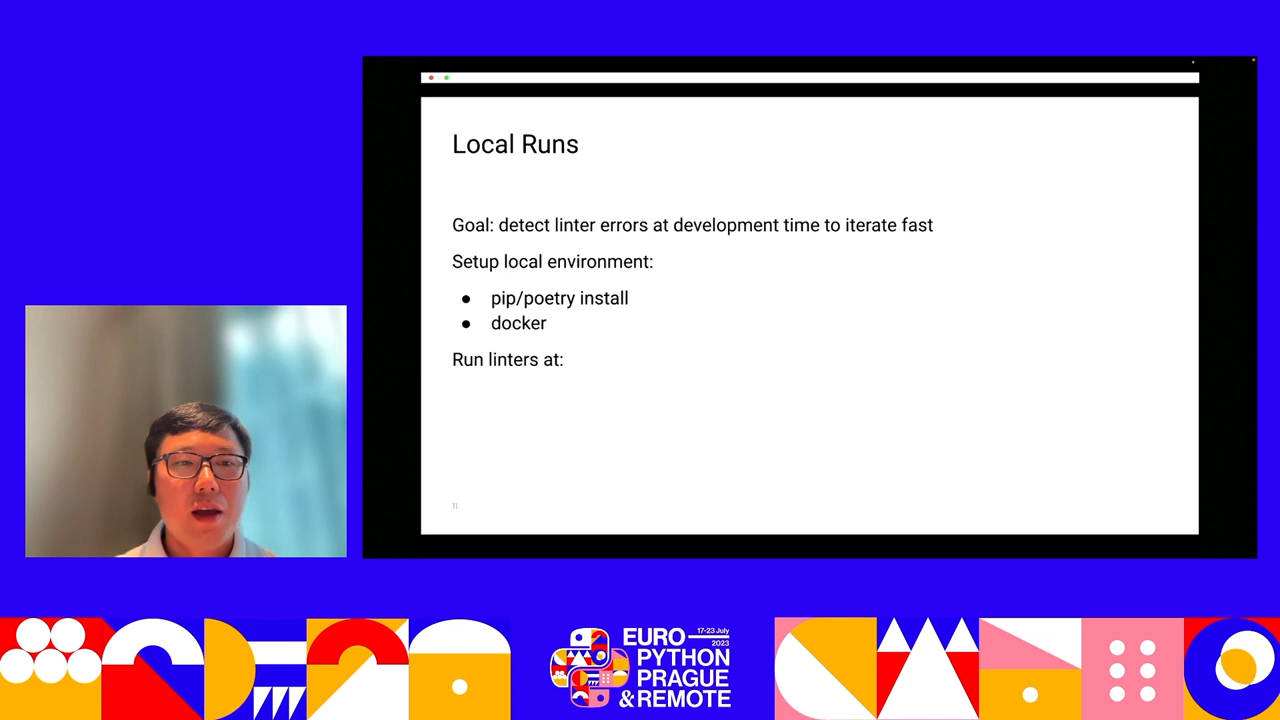 Local Runs
Goal: detect linter errors at development time to iterate fast
Setup local environment:
● pip/poetry install
● docker
Run linters at:
11
17-23 July
EURO
2023
PYTHON
PRAGUE
&REMOTE